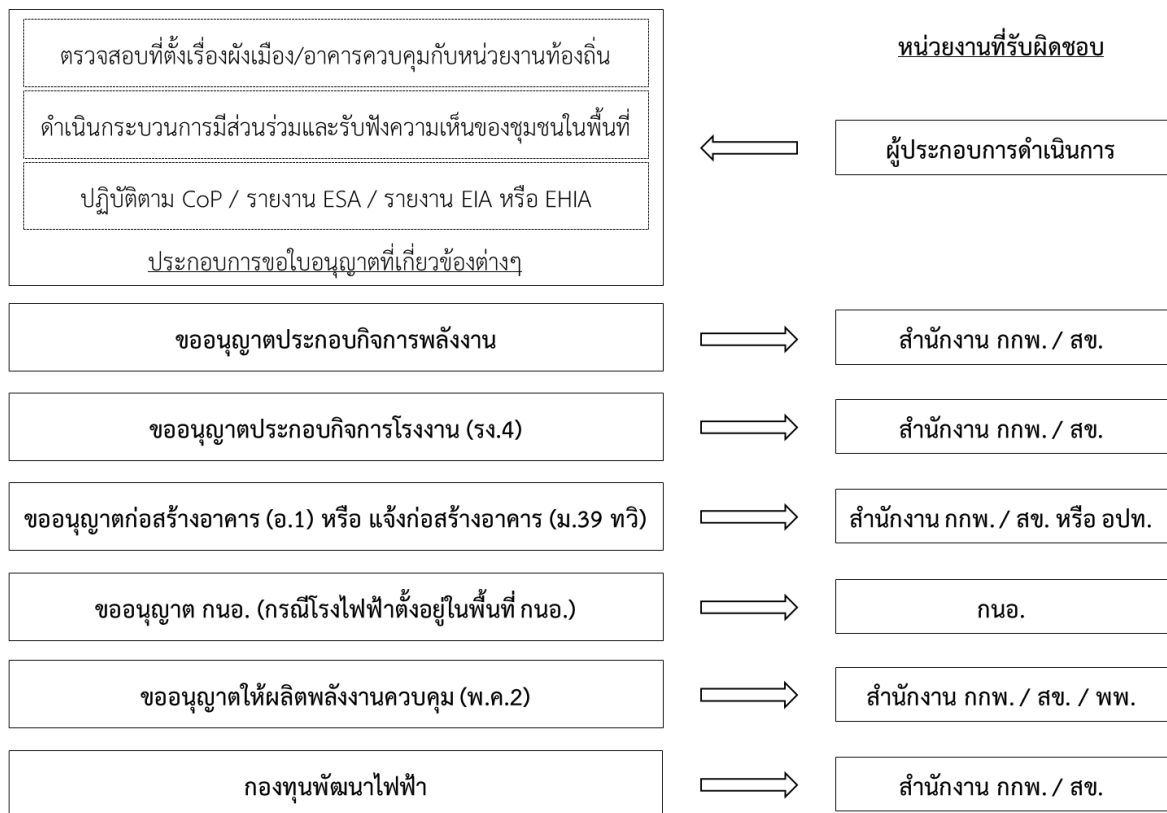 หน่วยงานที่รับผิดชอบ
ตรวจสอบที่ตั้งเรื่องผังเมือง/อาคารควบคุมกับหน่วยงานท้องถิ่น
ดำเนินกระบวนการมีส่วนร่วมและรับฟังความเห็นของชุมชนในพื้นที่
ปฏิบัติตาม CoP / รายงาน ESA / รายงาน EIA หรือ EHIA
ประกอบการขอใบอนุญาตที่เกี่ยวข้องต่างๆ
ผู้ประกอบการดำเนินการ
ขออนุญาตประกอบกิจการพลังงาน
สำนักงาน กกพ. / สข.
ขออนุญาตประกอบกิจการโรงงาน (รง.4)
สำนักงาน กกพ. / สข.
ขออนุญาตก่อสร้างอาคาร (อ.1) หรือ แจ้งก่อสร้างอาคาร (ม.39 ทวิ)
สำนักงาน กกพ. / สข. หรือ อปท.
ขออนุญาต กนอ. (กรณีโรงไฟฟ้าตั้งอยู่ในพื้นที่ กนอ.)
กนอ.
ขออนุญาตให้ผลิตพลังงานควบคุม (พ.ค.2)
สำนักงาน กกพ. / สข. / พพ.
กองทุนพัฒนาไฟฟ้า
สำนักงาน กกพ. / สข.